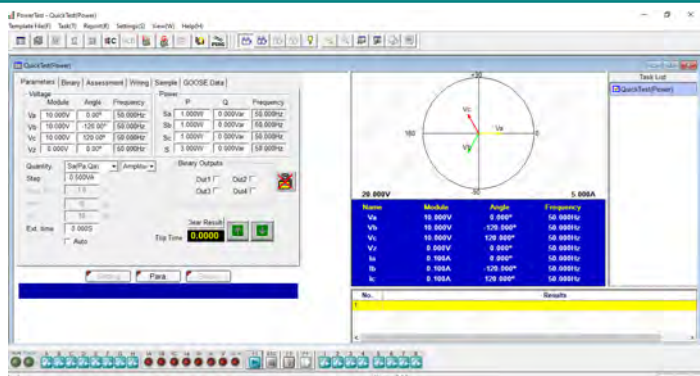 PowerTest - QuickTest(Power)
Template File(F) Task(T) Report(R) Settings(S) View(W) Help(H)
QuickTest(Power)
Parameters Binary Assessment Wiring Sample GOOSE Data
Voltage
Module Angle Frequency
Va 10.000V 0.00° 50.000Hz
Vb 10.000V -120.00° 50.000Hz
Vc 10.000V 120.00° 50.000Hz
Vz 0.000V 0.00° 50.000Hz
Power
P Q Frequency
Sa 1.000W 0.000Var 50.000Hz
Sb 1.000W 0.000Var 50.000Hz
Sc 1.000W 0.000Var 50.000Hz
S 3.000W 0.000Var 50.000Hz
Quantity
Step 0.500VA
Ext. time 0.000S
Auto
Binary Outputs
Out1 Out2
Out3 Out4
Clear Result
Trip Time 0.0000
Para.
+90
180
0
-90
Va
Vb
Vc
20.000V 5.000A
Name Module Angle Frequency
Va 10.000V 0.000° 50.000Hz
Vb 10.000V -120.000° 50.000Hz
Vc 10.000V 120.000° 50.000Hz
Vz 0.000V 0.000° 50.000Hz
Ia 0.100A 0.000° 50.000Hz
Ib 0.100A -120.000° 50.000Hz
Ic 0.100A 120.000° 50.000Hz
No. Results
1
Task List
QuickTest(Power)